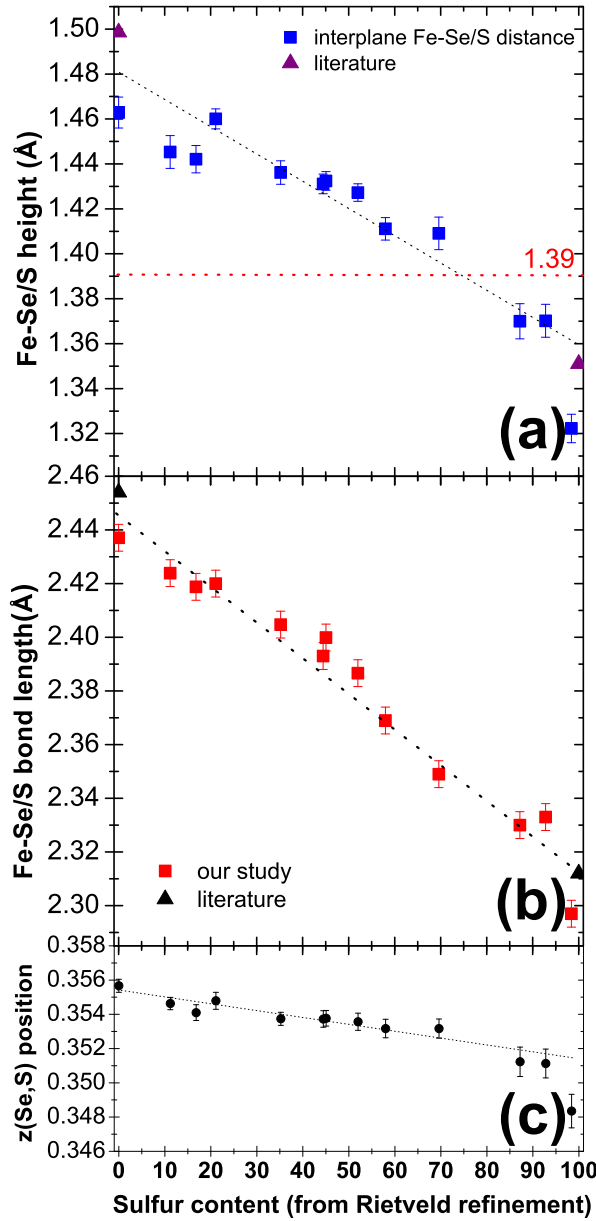 (a)
1.50
1.48
1.46
1.44
1.42
1.40
1.38
1.36
1.34
1.32
Fe-Se/S height (Å)
interplane Fe-Se/S distance
literature
1.39
(b)
2.46
2.44
2.42
2.40
2.38
2.36
2.34
2.33
2.31
2.30
Fe-Se/S bond length(Å)
our study
literature
(c)
0.358
0.356
0.354
0.352
0.350
0.348
0.346
z(Se,S) position
0 10 20 30 40 50 60 70 80 90 100
Sulfur content (from Rietveld refinement)